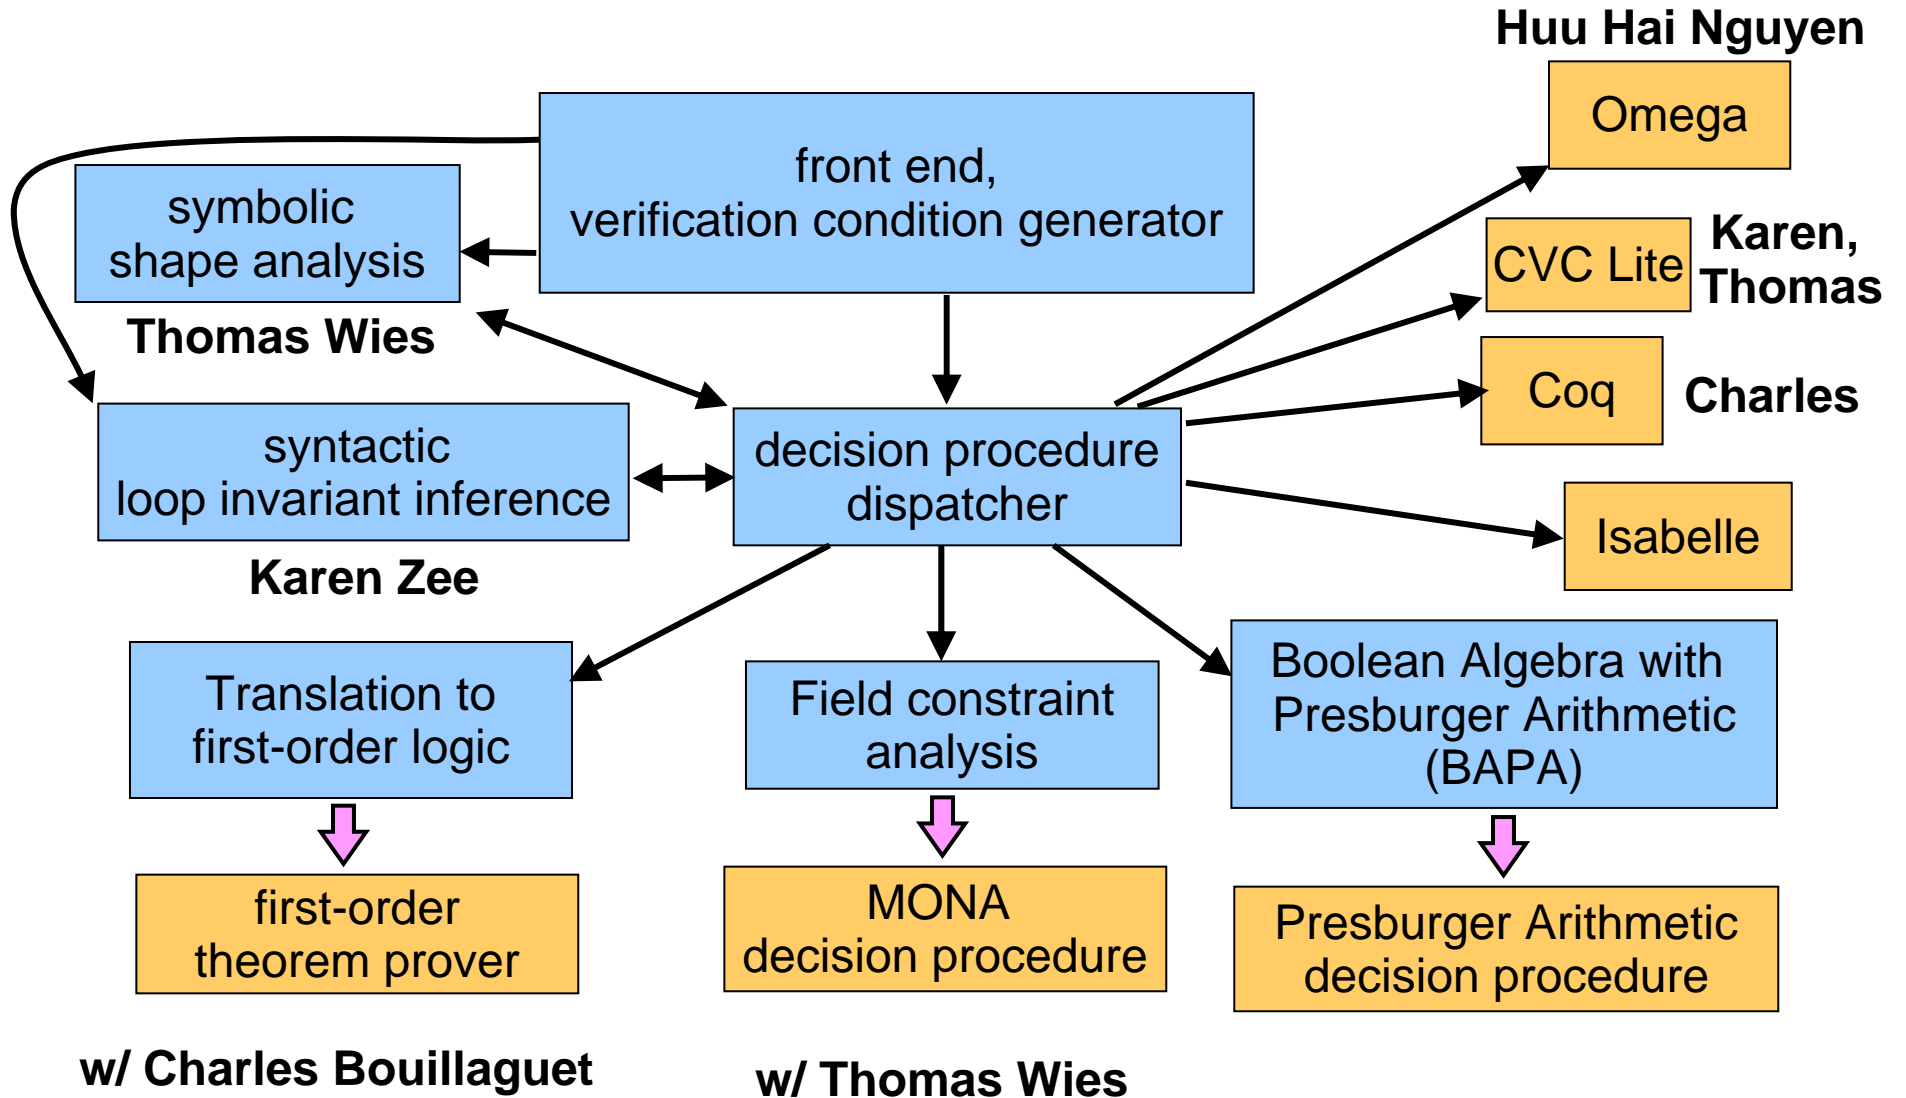 Huu Hai Nguyen
Omega
front end,
verification condition generator
symbolic
shape analysis
Thomas Wies
CVC Lite
Karen,
Thomas
Coq
Charles
syntactic
loop invariant inference
Karen Zee
decision procedure
dispatcher
Isabelle
Translation to
first-order logic
Field constraint
analysis
Boolean Algebra with
Presburger Arithmetic
(BAPA)
first-order
theorem prover
MONA
decision procedure
Presburger Arithmetic
decision procedure
w/ Charles Bouillaguet
w/ Thomas Wies